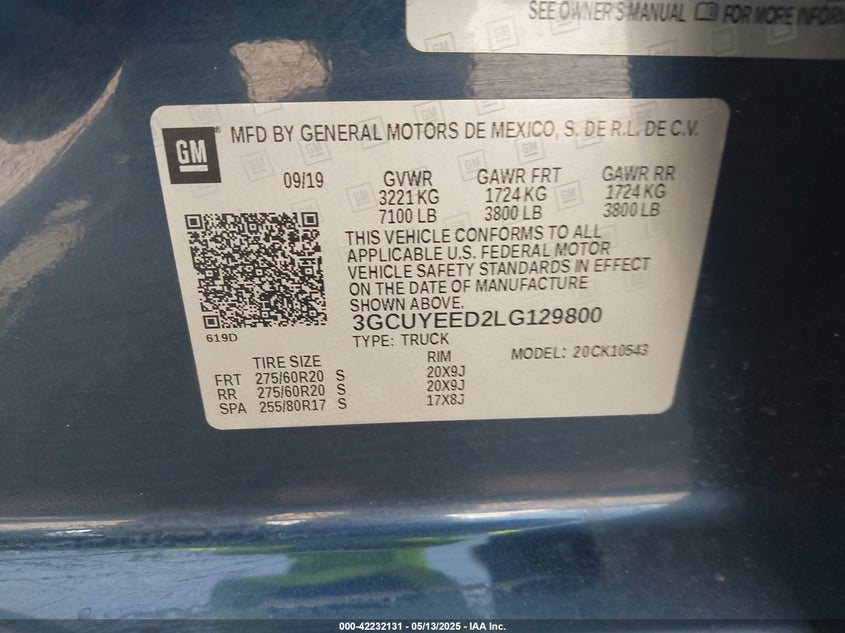 SEE OWNER'S MANUAL FOR MORE
GM
MFD BY GENERAL MOTORS DE MEXICO, S. DE R.L. DE C.V.
09/19 GVWR GAWR FRT GAWR RR
3221 KG 1724 KG 1724 KG
7100 LB 3800 LB 3800 LB
THIS VEHICLE CONFORMS TO ALL
APPLICABLE U.S. FEDERAL MOTOR
VEHICLE SAFETY STANDARDS IN EFFECT
ON THE DATE OF MANUFACTURE
SHOWN ABOVE.
619D
3GCUYEED2LG129800
TYPE: TRUCK MODEL: 20CK10543
TIRE SIZE RIM
FRT 275/60R20 S 20X9J
RR 275/60R20 S 20X9J
SPA 255/80R17 S 17X8J
000-42232131 - 05/13/2025 - IAA Inc.